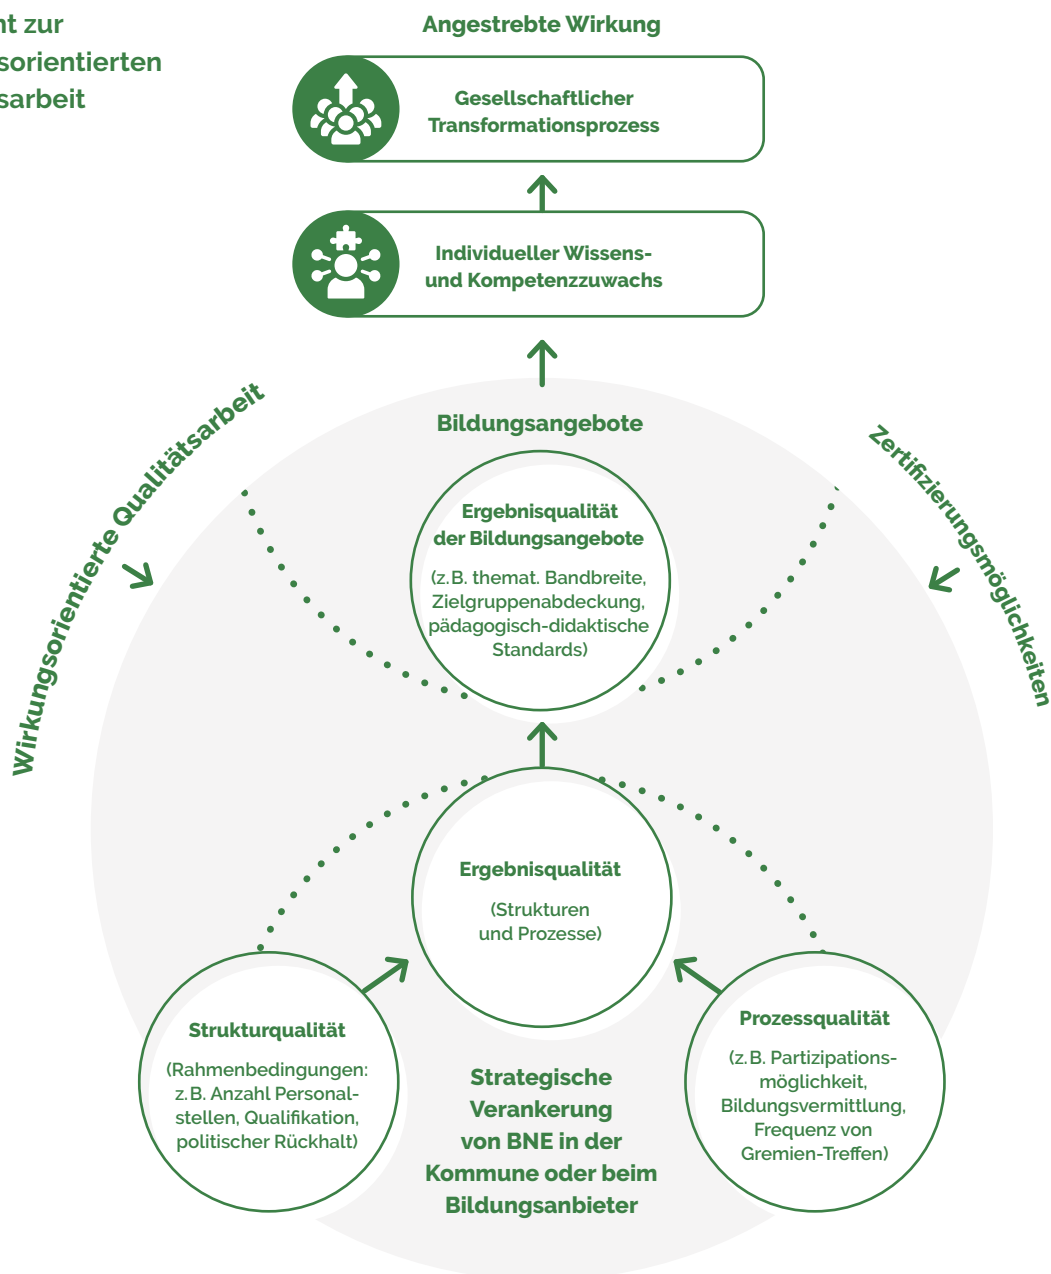 nt zur
sorientierten
sarbeit
Angestrebte Wirkung
Gesellschaftlicher
Transformationsprozess
Individueller Wissens-
und Kompetenzzuwachs
Wirkungsorientierte Qualitätsarbeit
Zertifizierungsmöglichkeiten
Bildungsangebote
Ergebnisqualität
der Bildungsangebote
(z. B. themat. Bandbreite,
Zielgruppenabdeckung,
pädagogisch-didaktische
Standards)
Ergebnisqualität
(Strukturen
und Prozesse)
Strukturqualität
(Rahmenbedingungen:
z. B. Anzahl Personal-
stellen, Qualifikation,
politischer Rückhalt)
Prozessqualität
(z. B. Partizipations-
möglichkeit,
Bildungsvermittlung,
Frequenz von
Gremien-Treffen)
Strategische
Verankerung
von BNE in der
Kommune oder beim
Bildungsanbieter